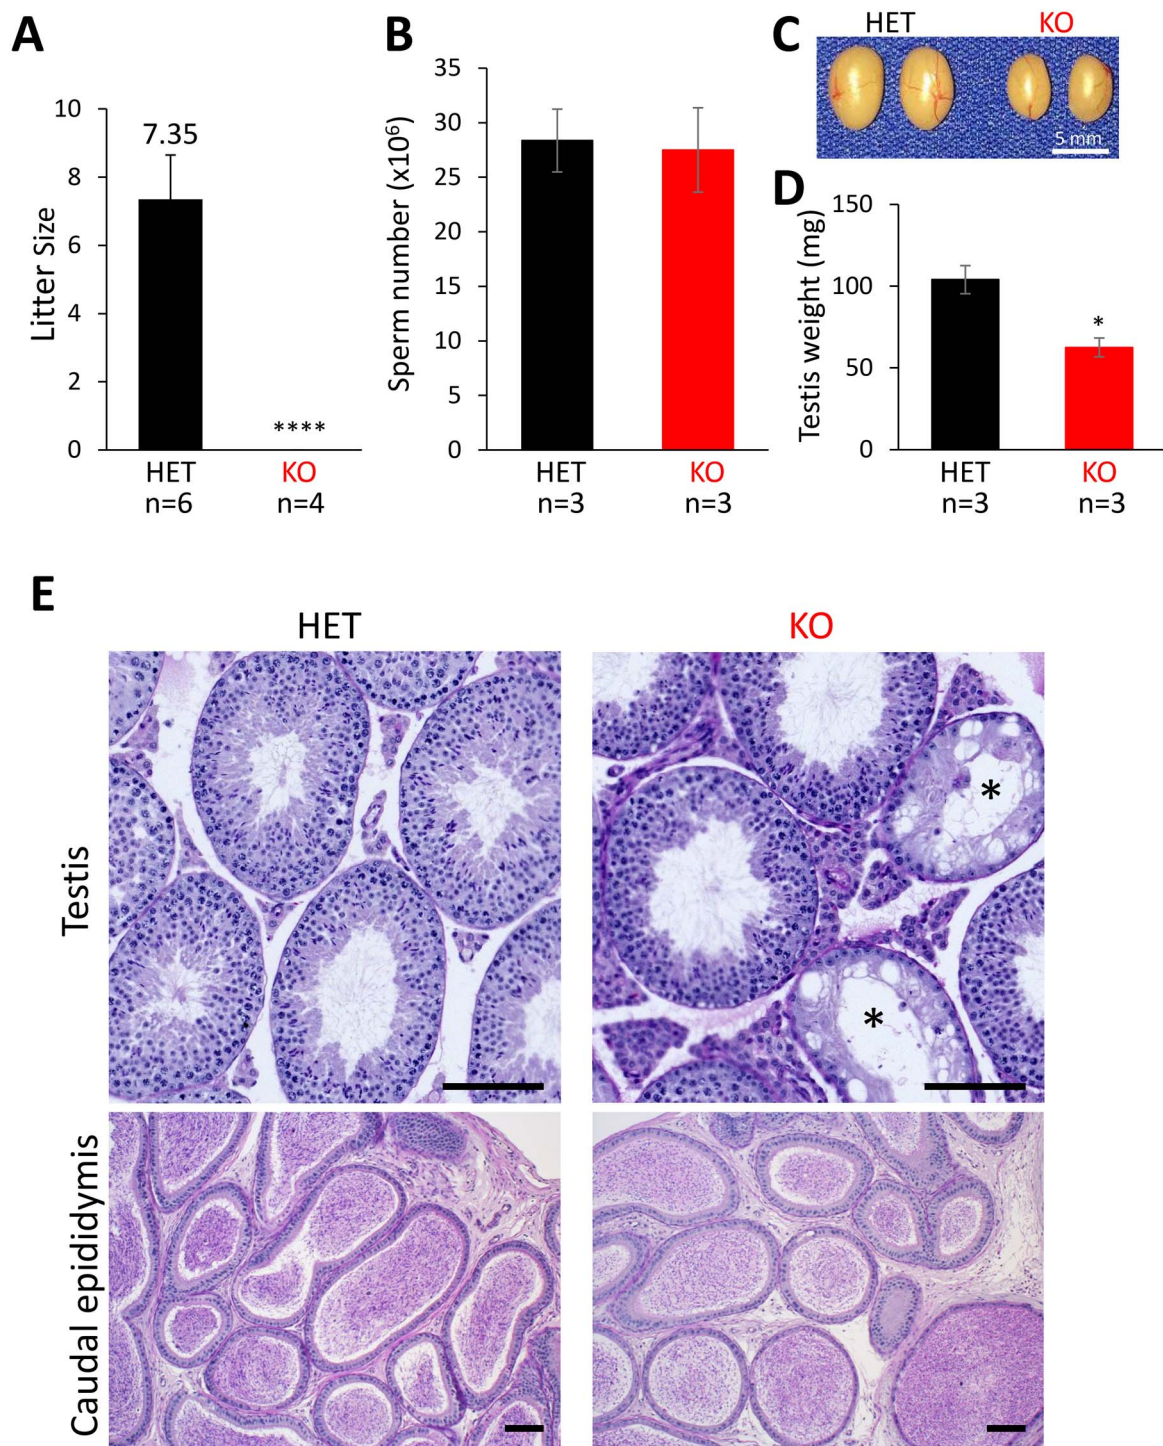 A
Litter Size
10
8
6
4
2
0
7.35
****
HET
KO
n=6
n=4
B
Sperm number (x10⁶)
35
30
25
20
15
10
5
0
HET
KO
n=3
n=3
C
HET
KO
5 mm
D
Testis weight (mg)
150
100
50
0
*
HET
KO
n=3
n=3
E
HET
KO
Testis
*
*
Caudal epididymis